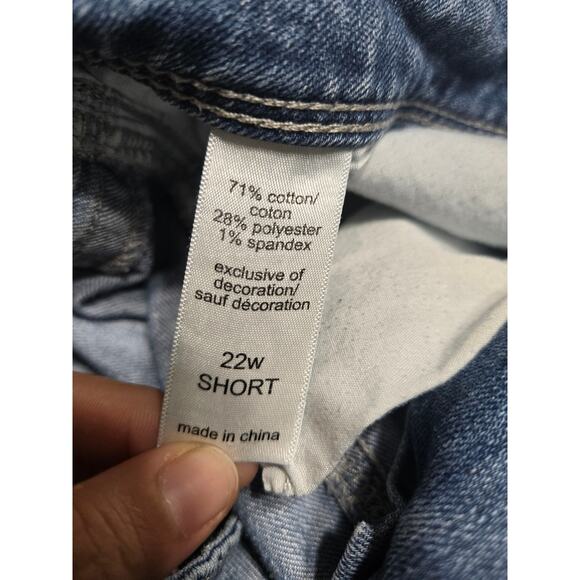 71% cotton/
coton
28% polyester
1% spandex
exclusive of
decoration/
sauf décoration
22w
SHORT
made in china